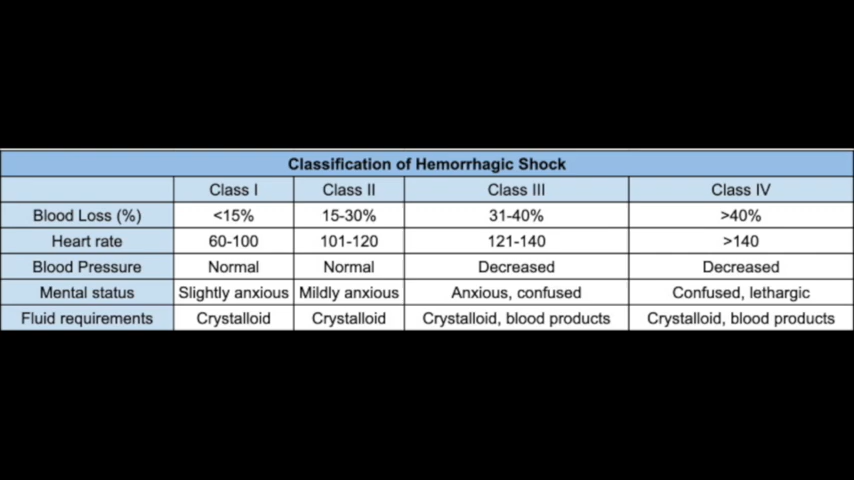 Classification of Hemorrhagic Shock
Class I Class II Class III Class IV
Blood Loss (%) <15% 15-30% 31-40% >40%
Heart rate 60-100 101-120 121-140 >140
Blood Pressure Normal Normal Decreased Decreased
Mental status Slightly anxious Mildly anxious Anxious, confused Confused, lethargic
Fluid requirements Crystalloid Crystalloid Crystalloid, blood products Crystalloid, blood products